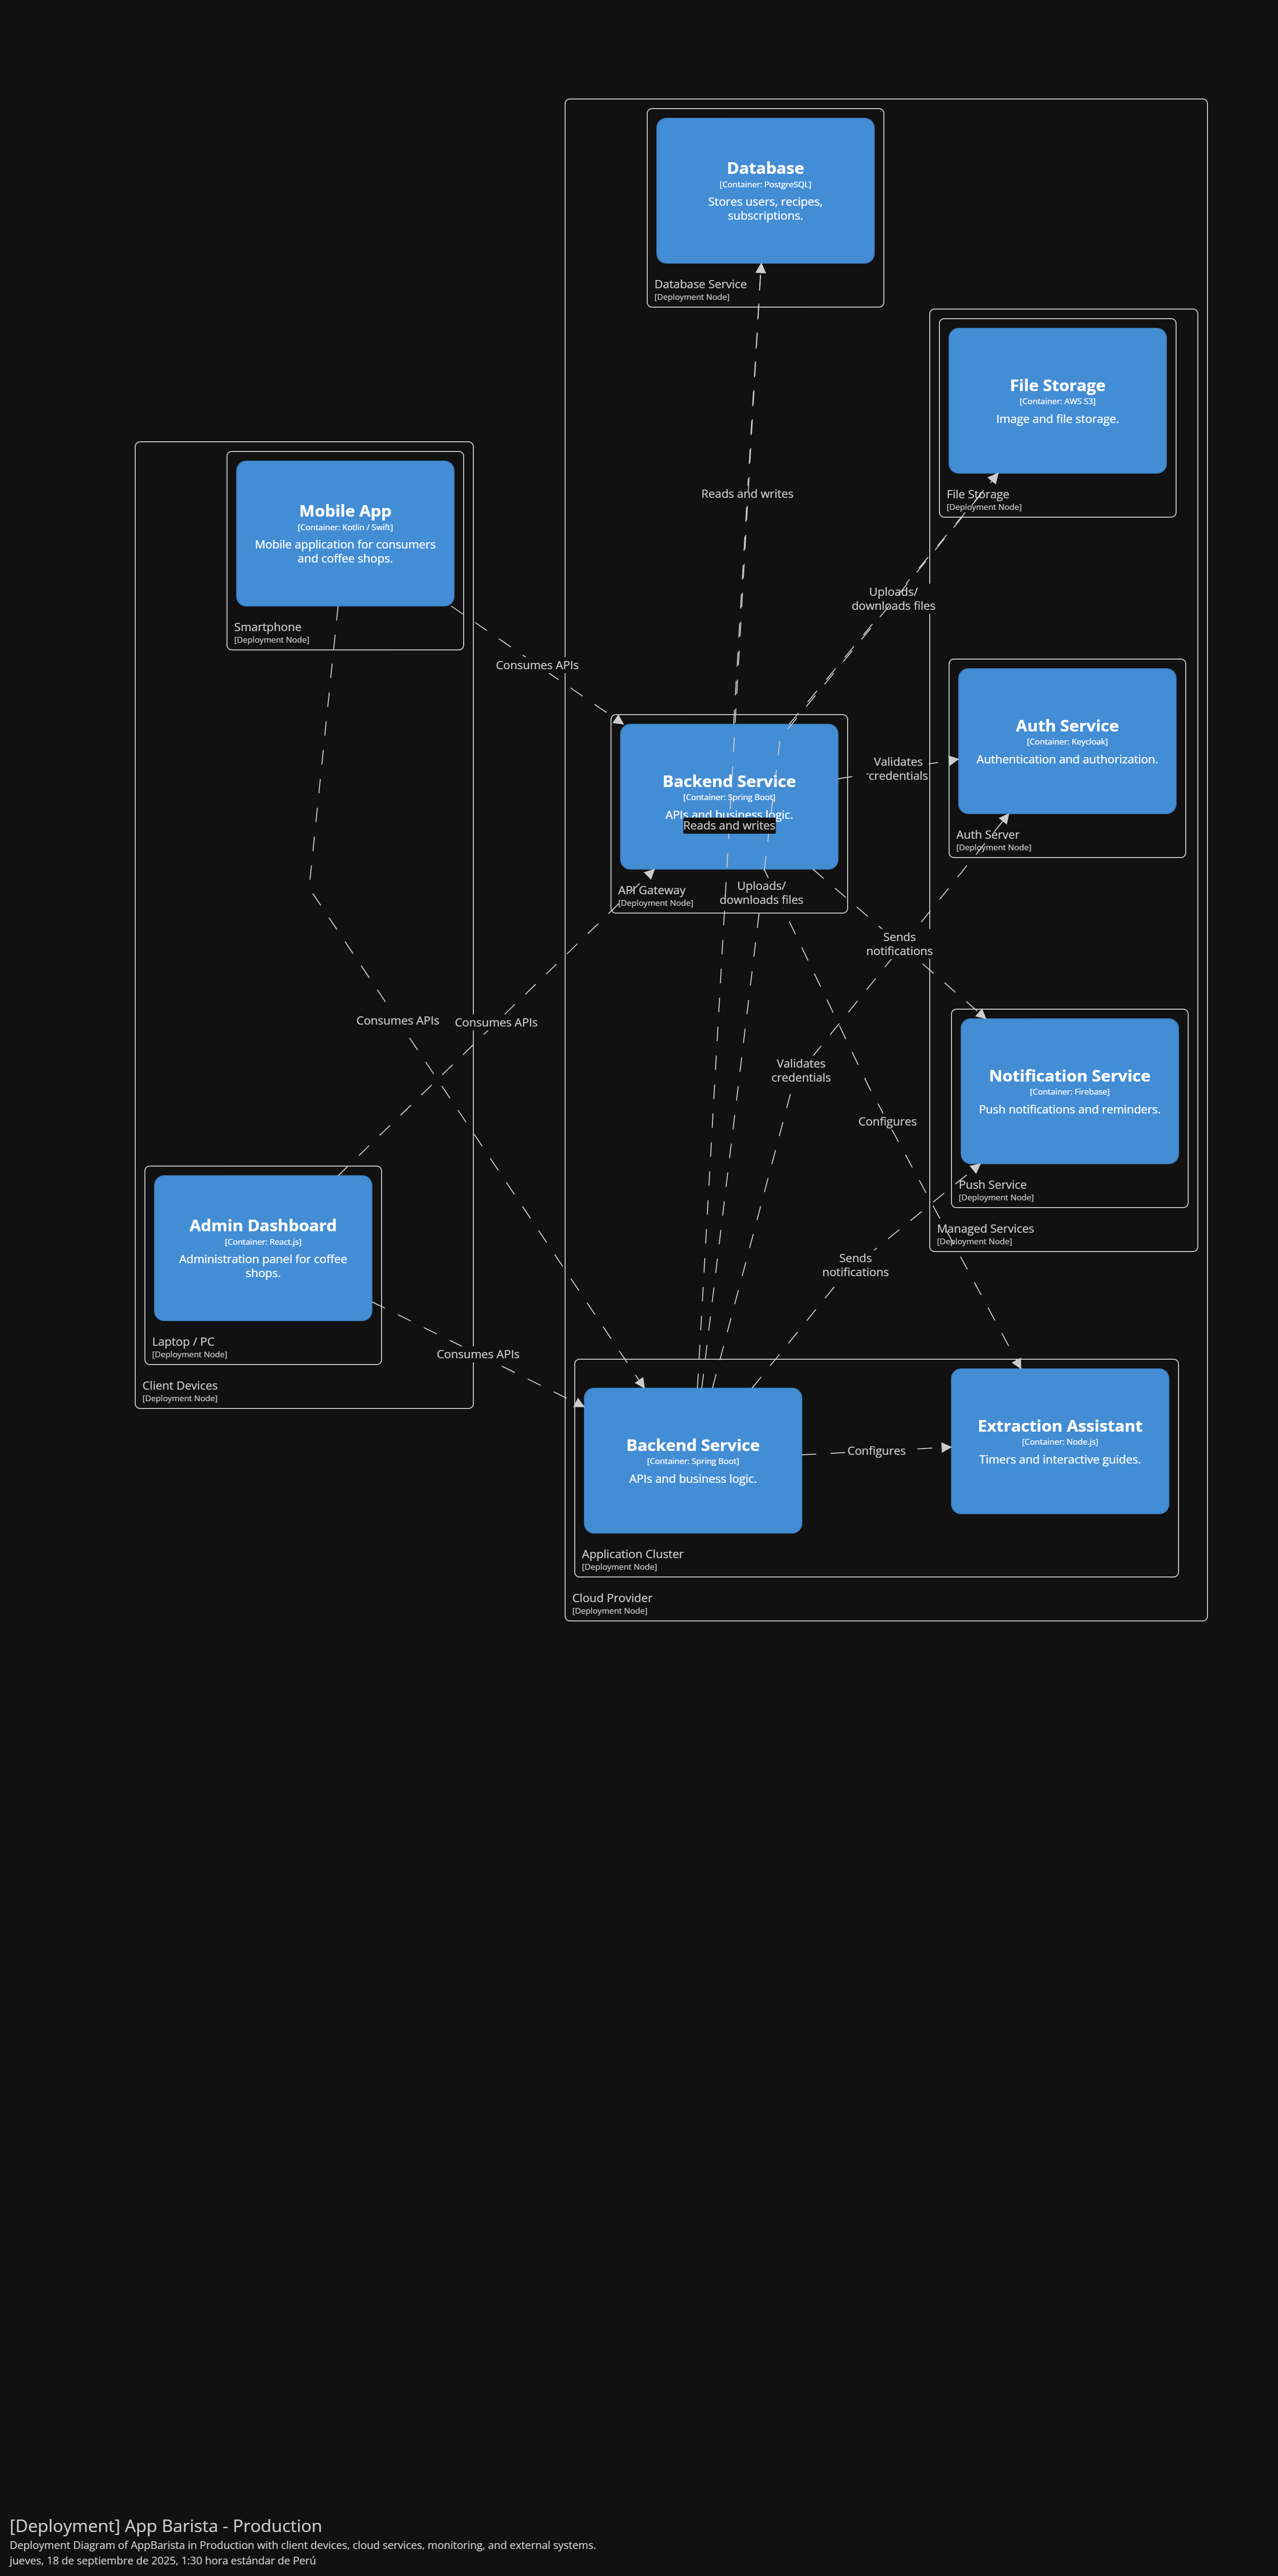 Database
[Container: PostgreSQL]
Stores users, recipes,
subscriptions.
Database Service
[Deployment Node]
File Storage
[Container: AWS S3]
Image and file storage.
File Storage
[Deployment Node]
Reads and writes
Mobile App
[Container: Kotlin / Swift]
Mobile application for consumers
and coffee shops.
Smartphone
[Deployment Node]
Uploads/
downloads files
Consumes APIs
Backend Service
[Container: Spring Boot]
APIs and business logic.
Reads and writes
API Gateway
[Deployment Node]
Uploads/
downloads files
Validates
credentials
Auth Service
[Container: Keycloak]
Authentication and authorization.
Auth Server
[Deployment Node]
Sends
notifications
Consumes APIs
Consumes APIs
Validates
credentials
Configures
Notification Service
[Container: Firebase]
Push notifications and reminders.
Push Service
[Deployment Node]
Managed Services
[Deployment Node]
Admin Dashboard
[Container: React.js]
Administration panel for coffee
shops.
Laptop / PC
[Deployment Node]
Client Devices
[Deployment Node]
Sends
notifications
Consumes APIs
Backend Service
[Container: Spring Boot]
APIs and business logic.
Configures
Extraction Assistant
[Container: Node.js]
Timers and interactive guides.
Application Cluster
[Deployment Node]
Cloud Provider
[Deployment Node]
[Deployment] App Barista - Production
Deployment Diagram of AppBarista in Production with client devices, cloud services, monitoring, and external systems.
jueves, 18 de septiembre de 2025, 1:30 hora estándar de Perú